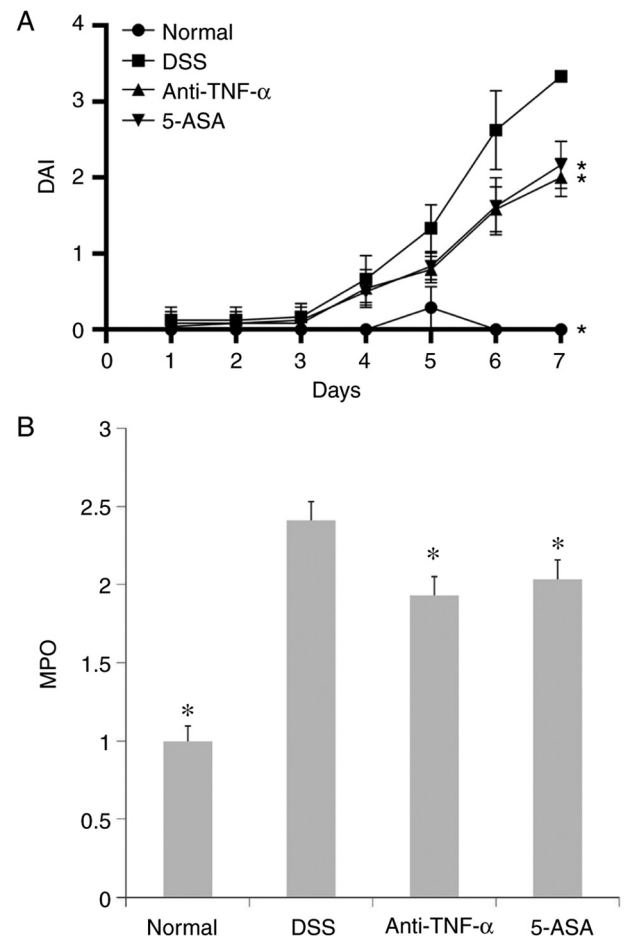 A
4
3
2
1
0
DAI
Normal
DSS
Anti-TNF-α
5-ASA
*
*
*
0 1 2 3 4 5 6 7
Days
B
3
2.5
2
1.5
1
0.5
0
MPO
* * *
Normal DSS Anti-TNF-α 5-ASA